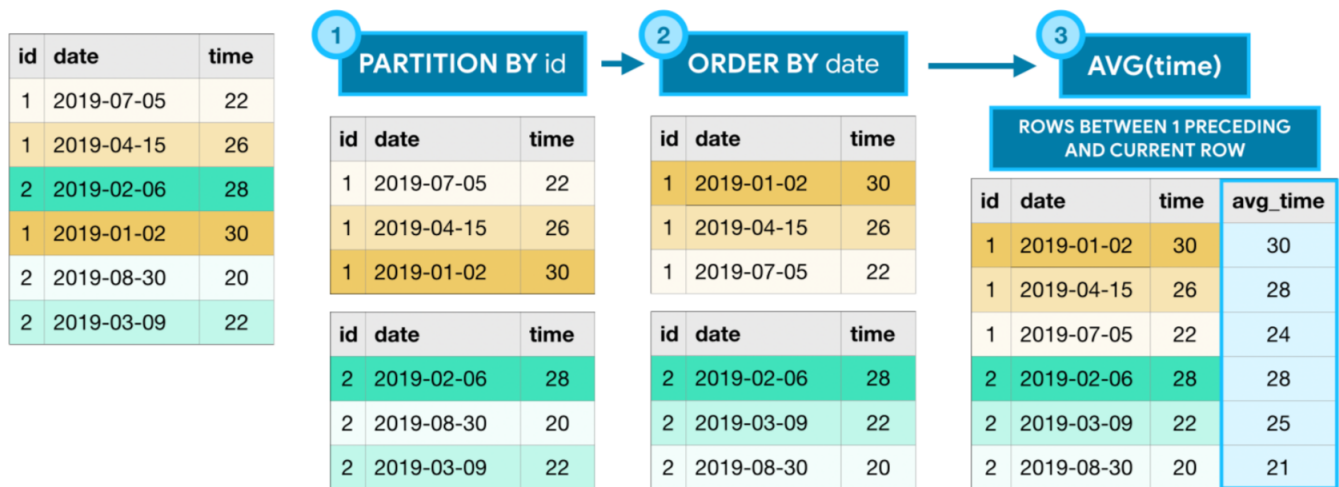 id date time
1 2019-07-05 22
1 2019-04-15 26
2 2019-02-06 28
1 2019-01-02 30
2 2019-08-30 20
2 2019-03-09 22
1
PARTITION BY id
id date time
1 2019-07-05 22
1 2019-04-15 26
1 2019-01-02 30
id date time
2 2019-02-06 28
2 2019-08-30 20
2 2019-03-09 22
2
ORDER BY date
id date time
1 2019-01-02 30
1 2019-04-15 26
1 2019-07-05 22
id date time
2 2019-02-06 28
2 2019-03-09 22
2 2019-08-30 20
3
AVG(time)
ROWS BETWEEN 1 PRECEDING
AND CURRENT ROW
id date time avg_time
1 2019-01-02 30 30
1 2019-04-15 26 28
1 2019-07-05 22 24
2 2019-02-06 28 28
2 2019-03-09 22 25
2 2019-08-30 20 21